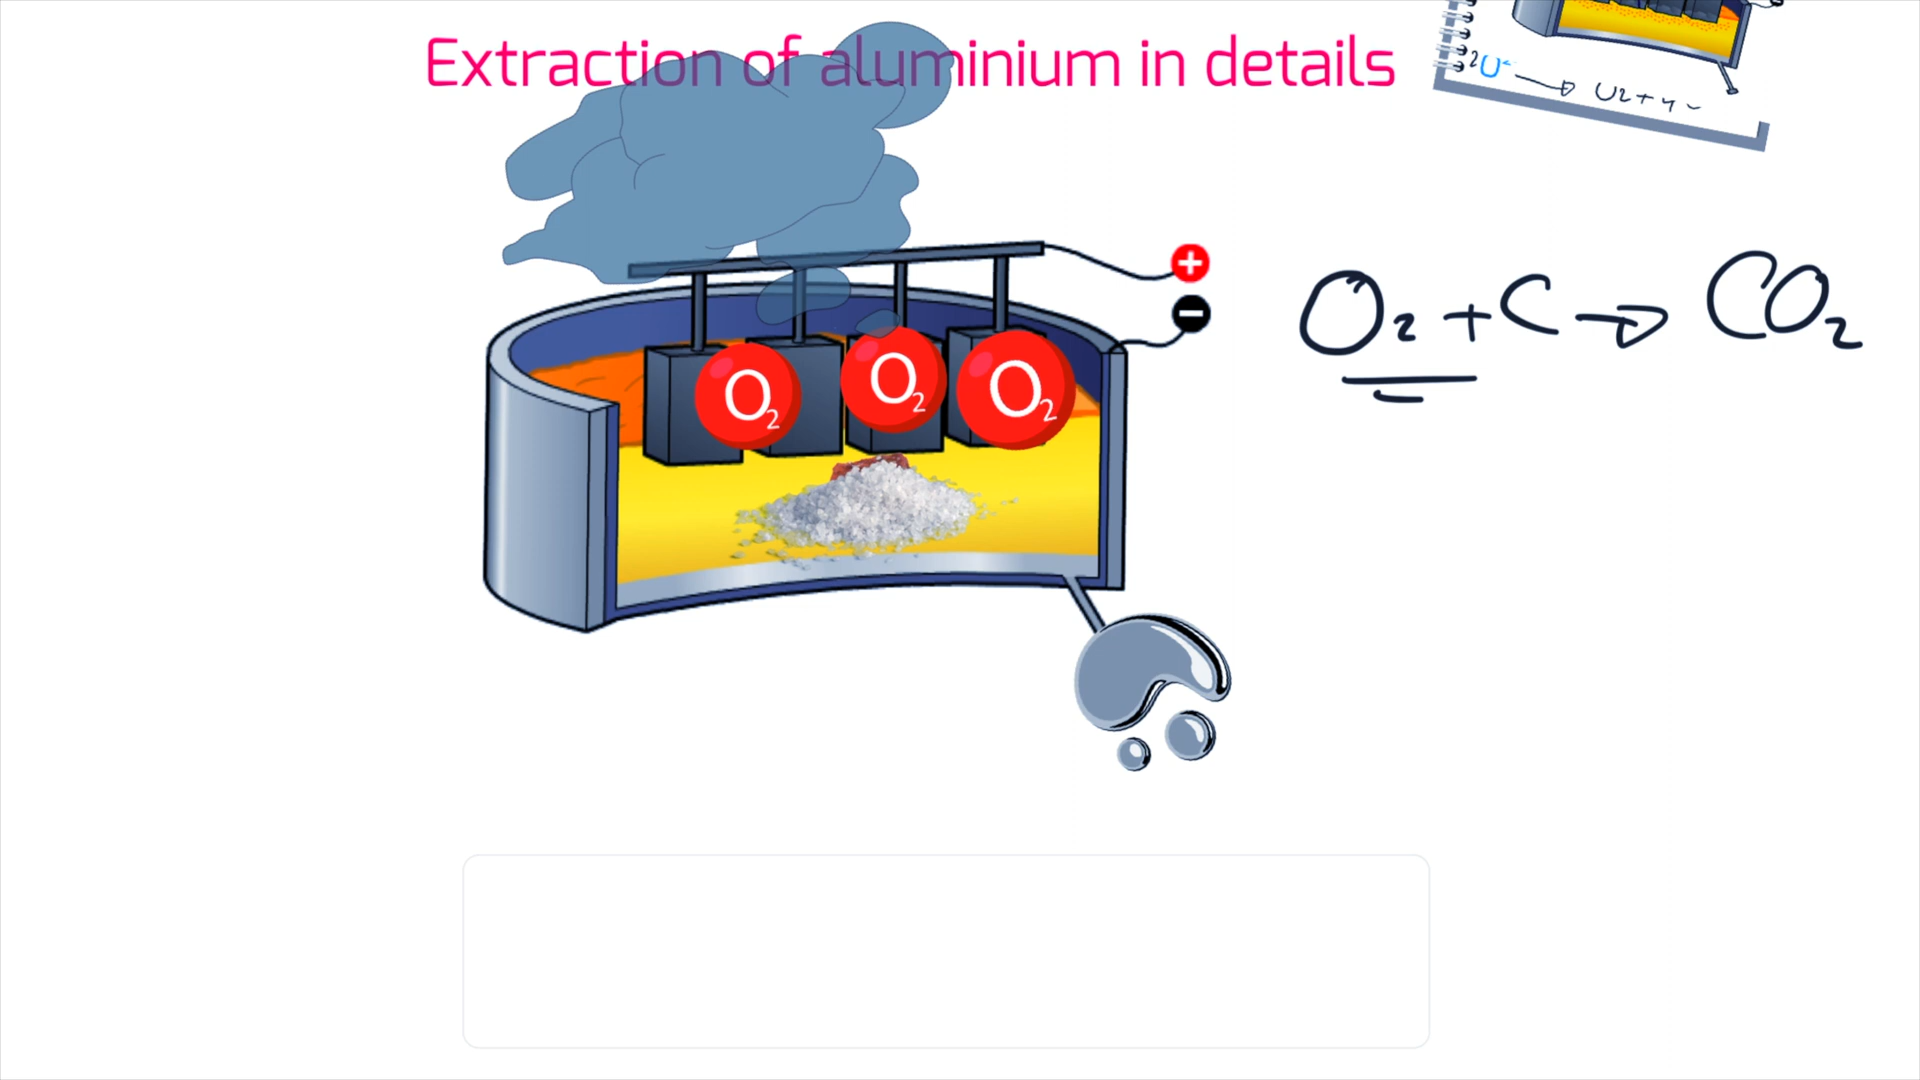 Extraction of aluminium in details
O₂ + C → CO₂
+
−
O₂ O₂ O₂